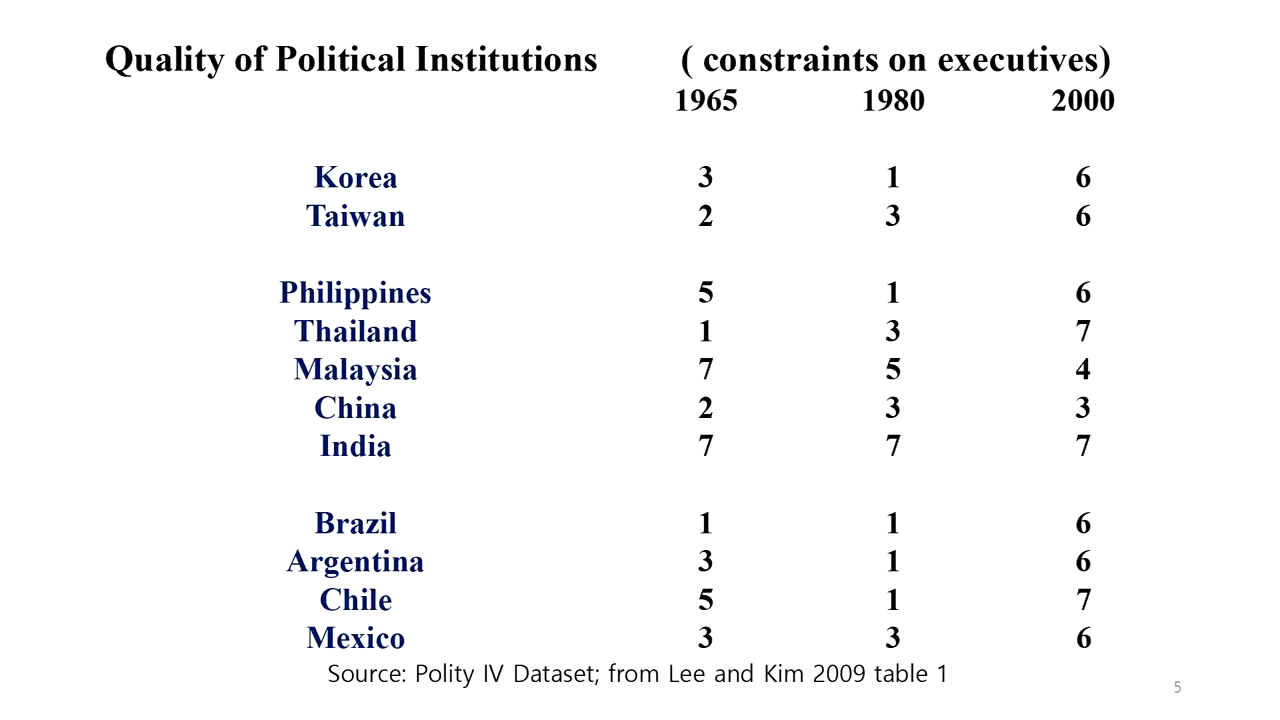 Quality of Political Institutions ( constraints on executives)
1965 1980 2000
Korea 3 1 6
Taiwan 2 3 6
Philippines 5 1 6
Thailand 1 3 7
Malaysia 7 5 4
China 2 3 3
India 7 7 7
Brazil 1 1 6
Argentina 3 1 6
Chile 5 1 7
Mexico 3 3 6
Source: Polity IV Dataset; from Lee and Kim 2009 table 1
5